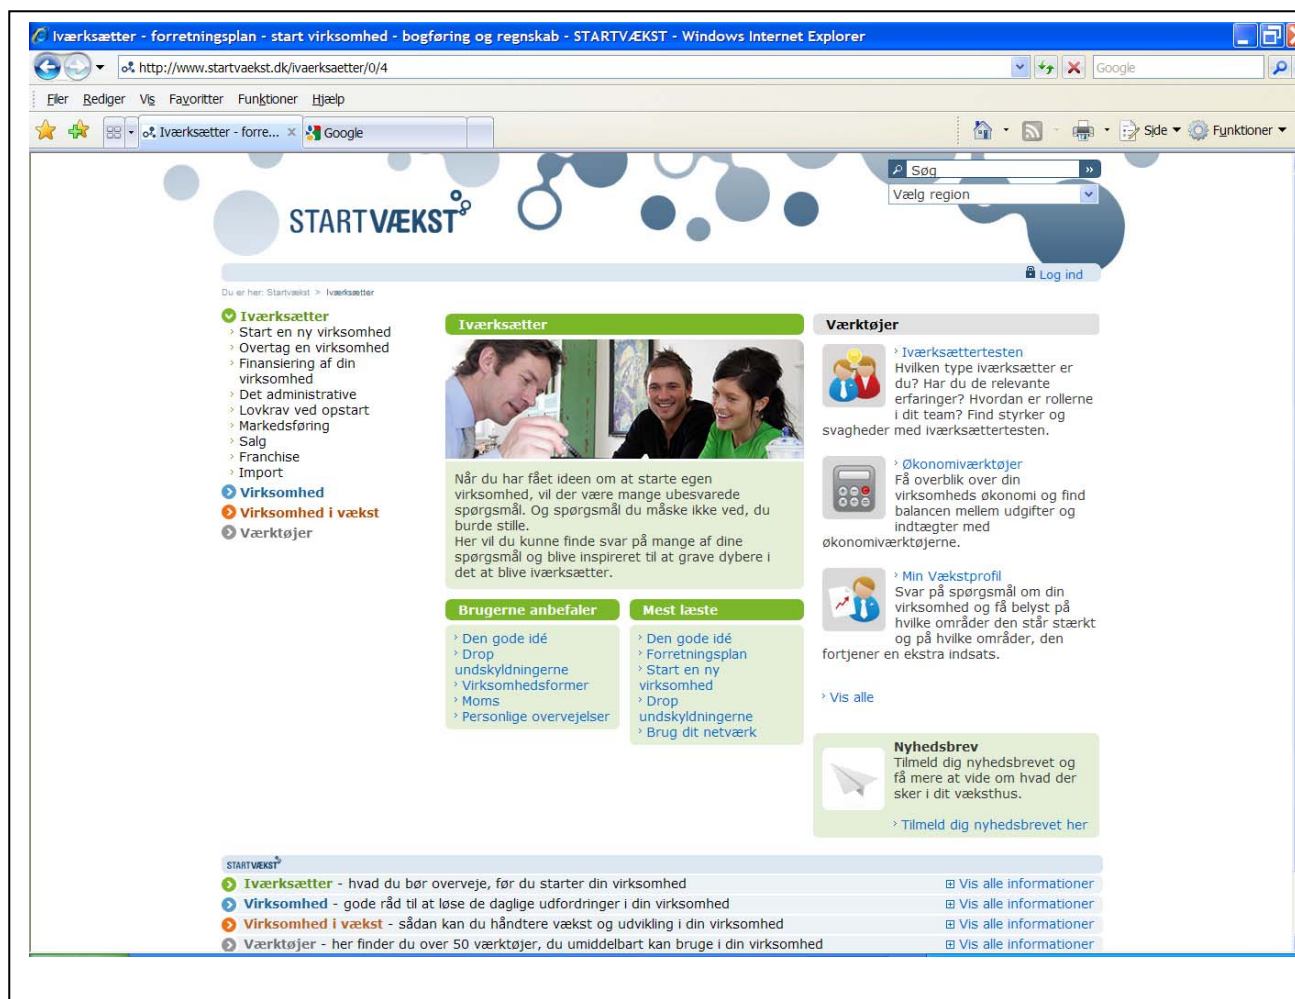 Iværksætter - forretningsplan - start virksomhed - bogføring og regnskab - STARTVÆKST - Windows Internet Explorer
http://www.startvaekst.dk/ivaerksaetter/0/4
Google
Filer Rediger Vis Favoritter Funktioner Hjælp
Iværksætter - forre...
Google
Side
Funktioner
Søg
Vælg region
STARTVÆKST
Log ind
Du er her: Startvækst > Iværksætter
Iværksætter
Start en ny virksomhed
Overtag en virksomhed
Finansiering af din
virksomhed
Det administrative
Lovkrav ved opstart
Markedsføring
Salg
Franchise
Import
Virksomhed
Virksomhed i vækst
Værktøjer
Iværksætter
Når du har fået ideen om at starte egen
virksomhed, vil der være mange ubesvarede
spørgsmål. Og spørgsmål du måske ikke ved, du
burde stille.
Her vil du kunne finde svar på mange af dine
spørgsmål og blive inspireret til at grave dybere i
det at blive iværksætter.
Brugerne anbefaler
Den gode idé
Drop
undskyldningerne
Virksomhedsformer
Moms
Personlige overvejelser
Mest læste
Den gode idé
Forretningsplan
Start en ny
virksomhed
Drop
undskyldningerne
Brug dit netværk
Værktøjer
Iværksættertesten
Hvilken type iværksætter er
du? Har du de relevante
erfaringer? Hvordan er rollerne
i dit team? Find styrker og
svagheder med iværksættertesten.
Økonomiværktøjer
Få overblik over din
virksomheds økonomi og find
balancen mellem udgifter og
indtægter med
økonomiværktøjerne.
Min Vækstprofil
Svar på spørgsmål om din
virksomhed og få belyst på
hvilke områder den står stærkt
og på hvilke områder, den
fortjener en ekstra indsats.
Vis alle
Nyhedsbrev
Tilmeld dig nyhedsbrevet og
få mere at vide om hvad der
sker i dit væksthus.
Tilmeld dig nyhedsbrevet her
STARTVÆKST
Iværksætter - hvad du bør overveje, før du starter din virksomhed Vis alle informationer
Virksomhed - gode råd til at løse de daglige udfordringer i din virksomhed Vis alle informationer
Virksomhed i vækst - sådan kan du håndtere vækst og udvikling i din virksomhed Vis alle informationer
Værktøjer - her finder du over 50 værktøjer, du umiddelbart kan bruge i din virksomhed Vis alle informationer